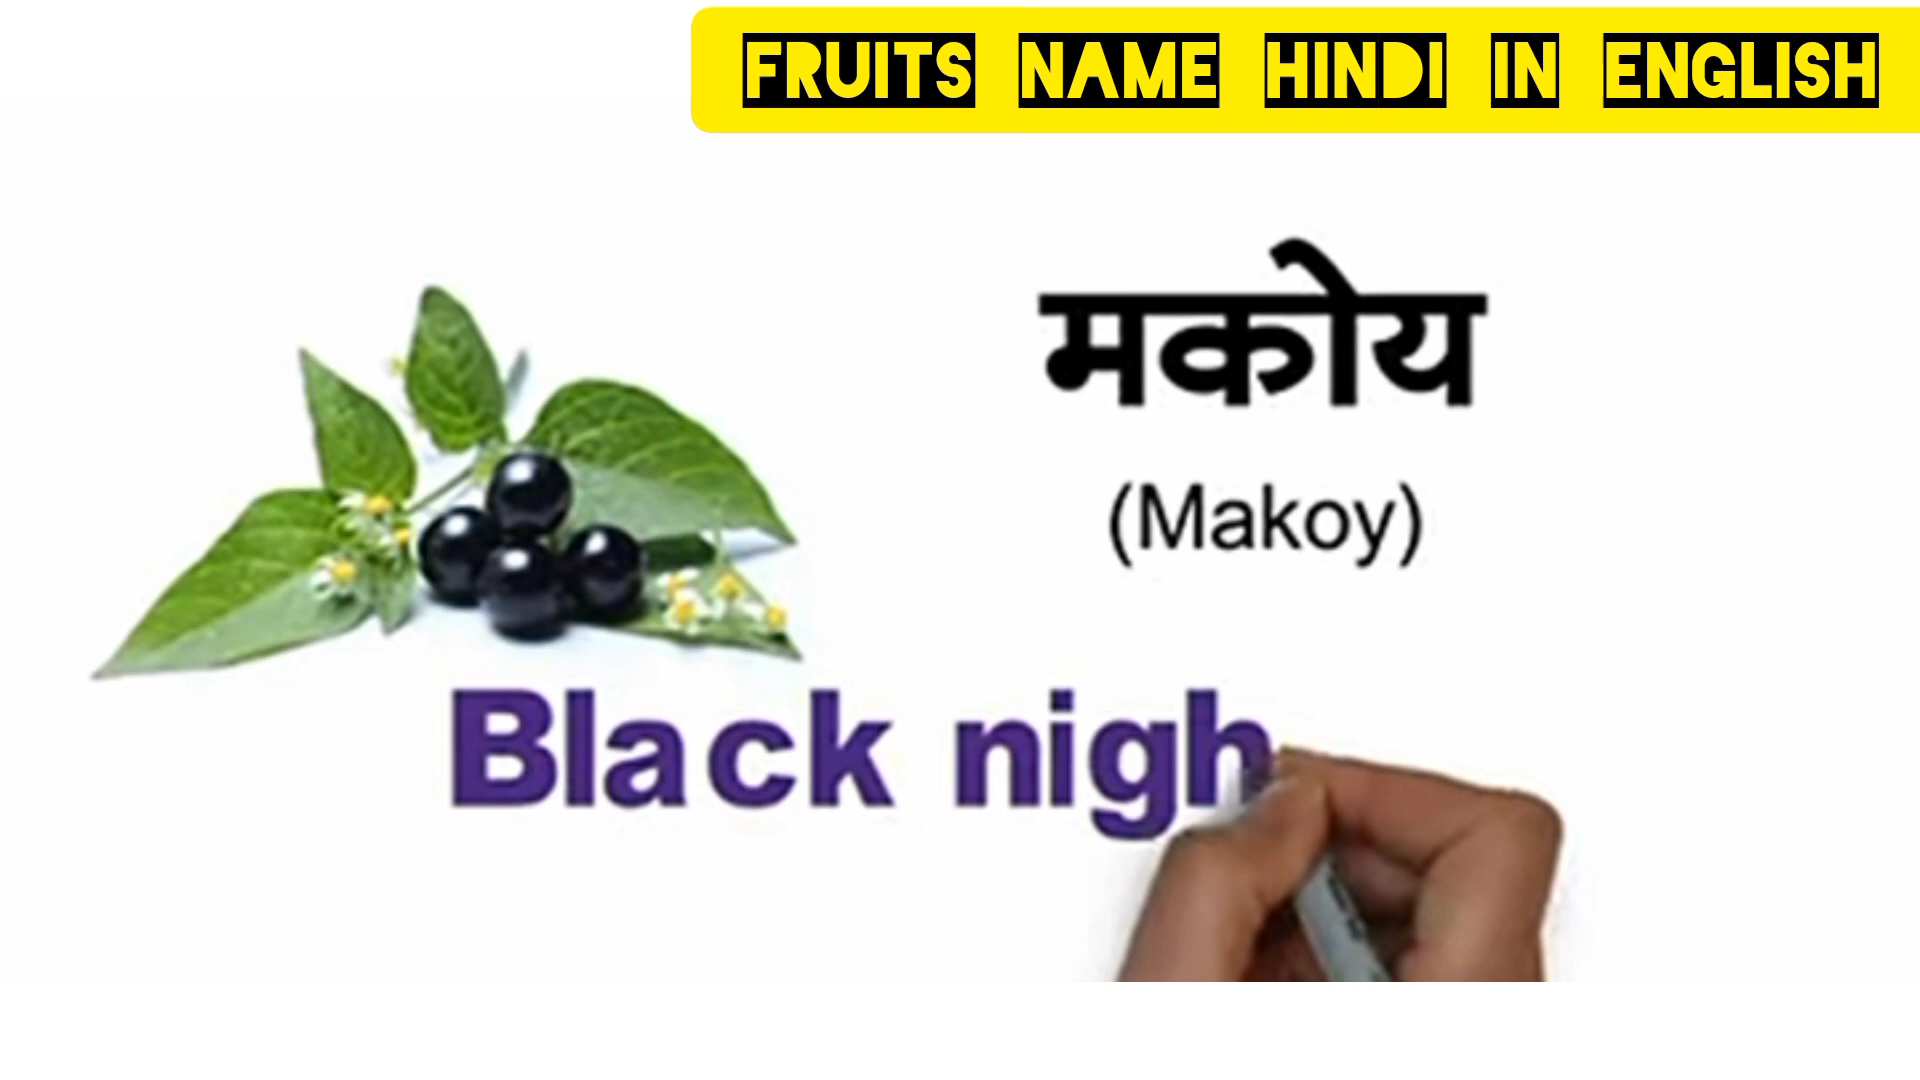 FRUITS NAME HINDI IN ENGLISH
मकोय
(Makoy)
Black nigh